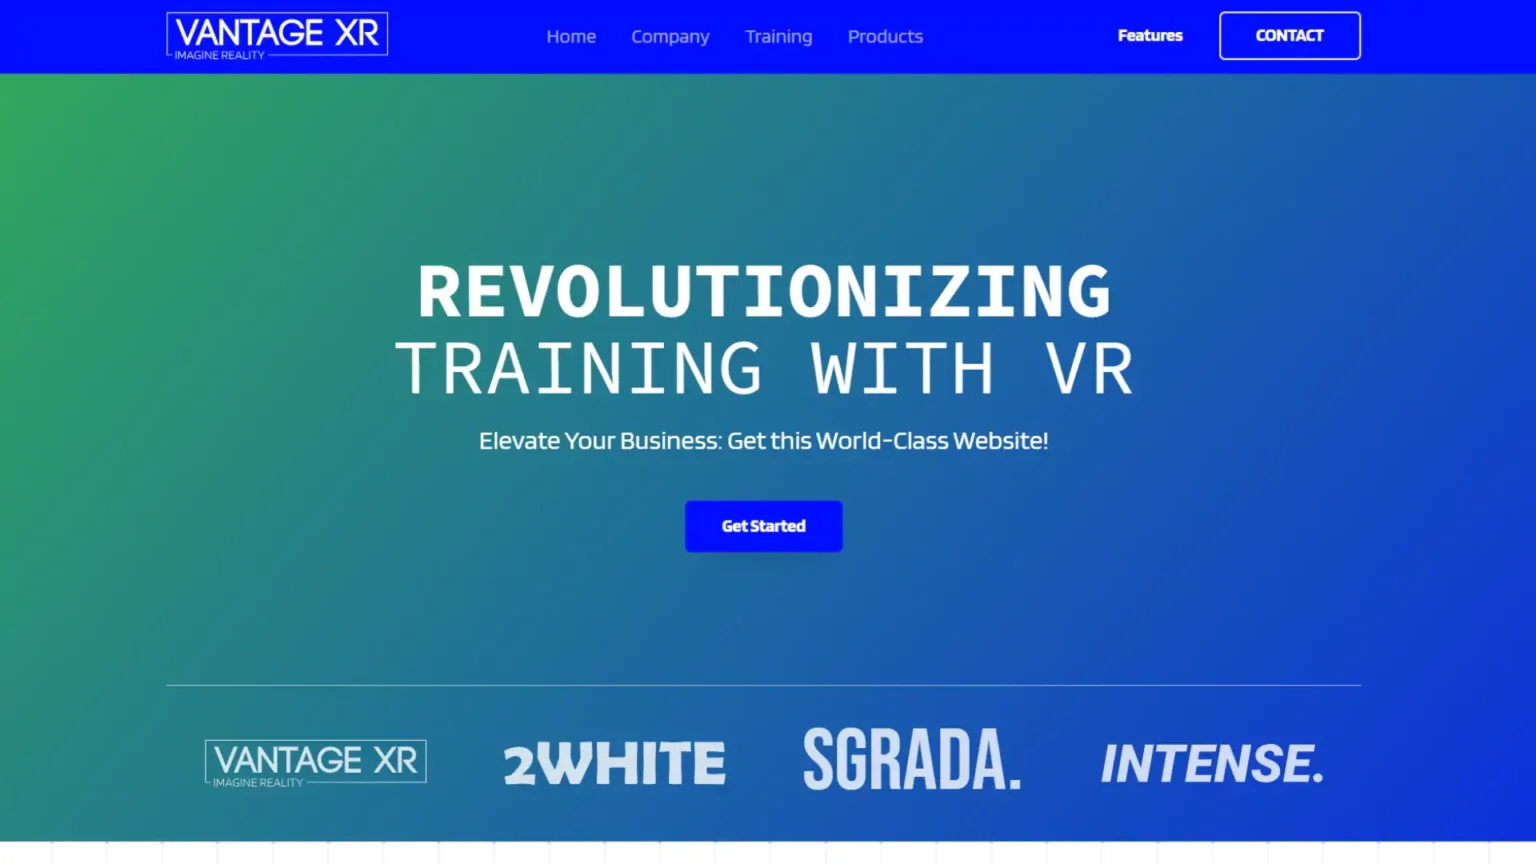 VANTAGE XR
IMAGINE REALITY
Home Company Training Products Features CONTACT
REVOLUTIONIZING
TRAINING WITH VR
Elevate Your Business: Get this World-Class Website!
Get Started
VANTAGE XR
IMAGINE REALITY
2WHITE
SGRADA.
INTENSE.